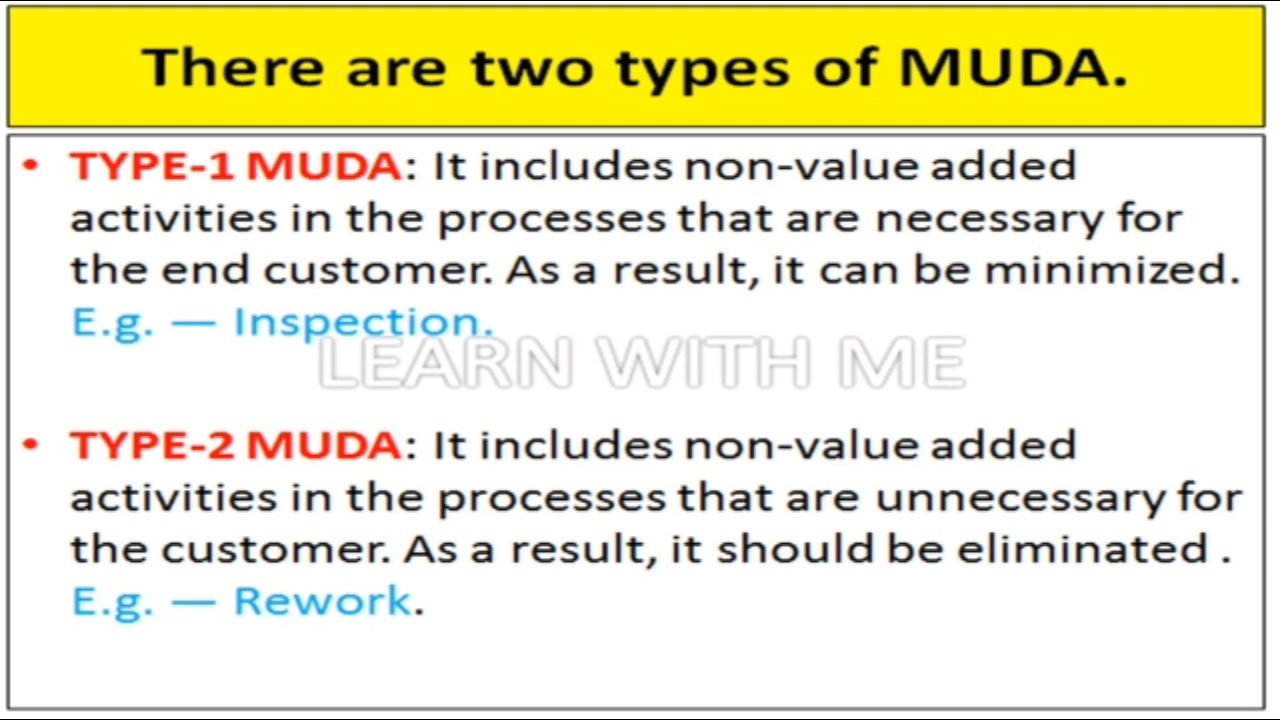 There are two types of MUDA.
• TYPE-1 MUDA: It includes non-value added
activities in the processes that are necessary for
the end customer. As a result, it can be minimized.
E.g. — Inspection.
LEARN WITH ME
• TYPE-2 MUDA: It includes non-value added
activities in the processes that are unnecessary for
the customer. As a result, it should be eliminated .
E.g. — Rework.